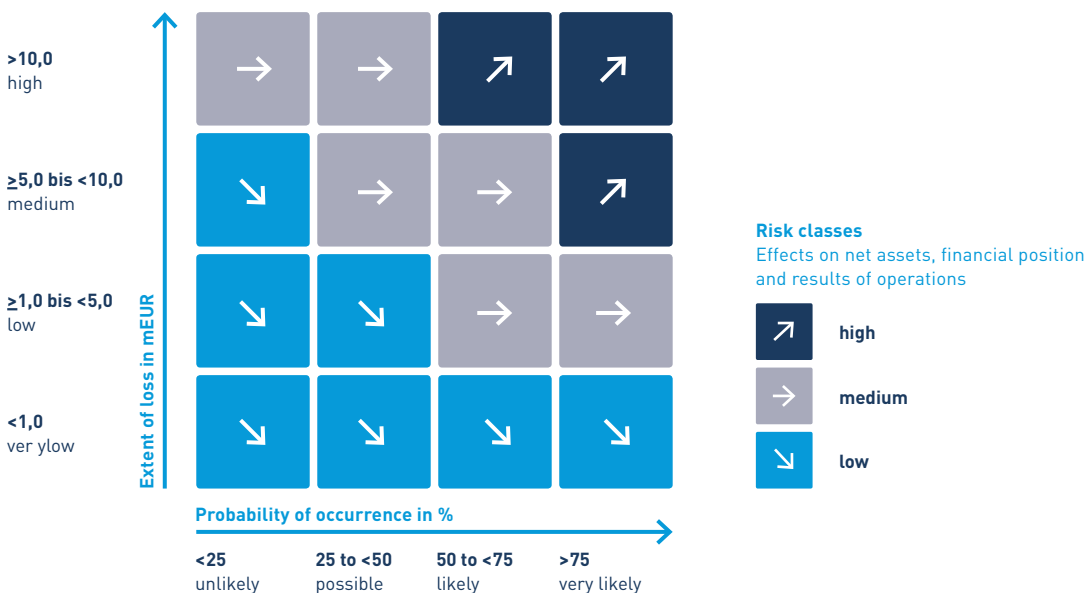 >10,0
high
≥5,0 bis <10,0
medium
≥1,0 bis <5,0
low
<1,0
ver ylow
Extent of loss in mEUR
Probability of occurrence in %
<25
unlikely
25 to <50
possible
50 to <75
likely
>75
very likely
Risk classes
Effects on net assets, financial position
and results of operations
high
medium
low